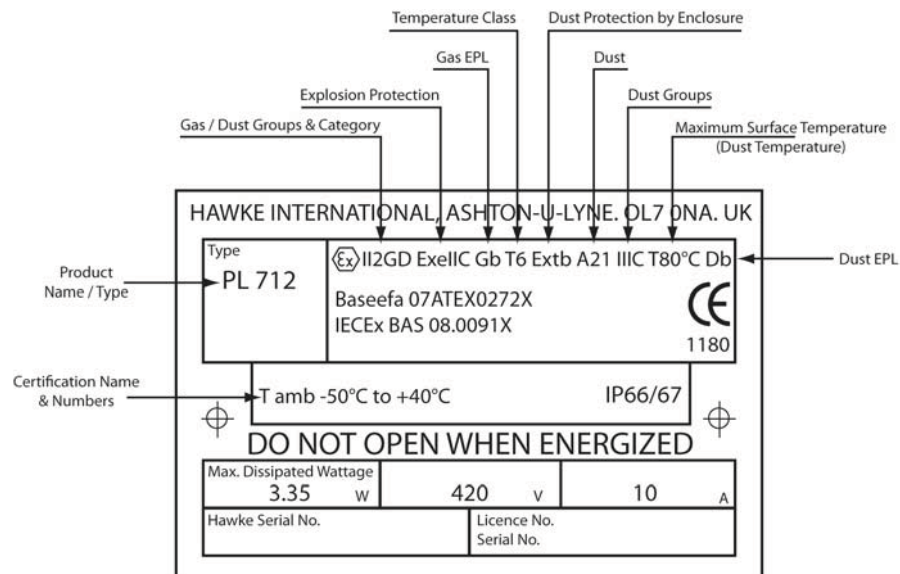 Temperature Class
Dust Protection by Enclosure
Gas EPL
Dust
Explosion Protection
Dust Groups
Gas / Dust Groups & Category
Maximum Surface Temperature
(Dust Temperature)
HAWKE INTERNATIONAL, ASHTON-U-LYNE. OL7 0NA. UK
Type
PL 712
Ex II2GD ExeIIC Gb T6 Extb A21 IIIC T80°C Db
Dust EPL
Product
Name / Type
Baseefa 07ATEX0272X
IECEx BAS 08.0091X
CE
1180
Certification Name
& Numbers
T amb -50°C to +40°C
IP66/67
DO NOT OPEN WHEN ENERGIZED
Max. Dissipated Wattage
3.35 W
420 V
10 A
Hawke Serial No.
Licence No.
Serial No.